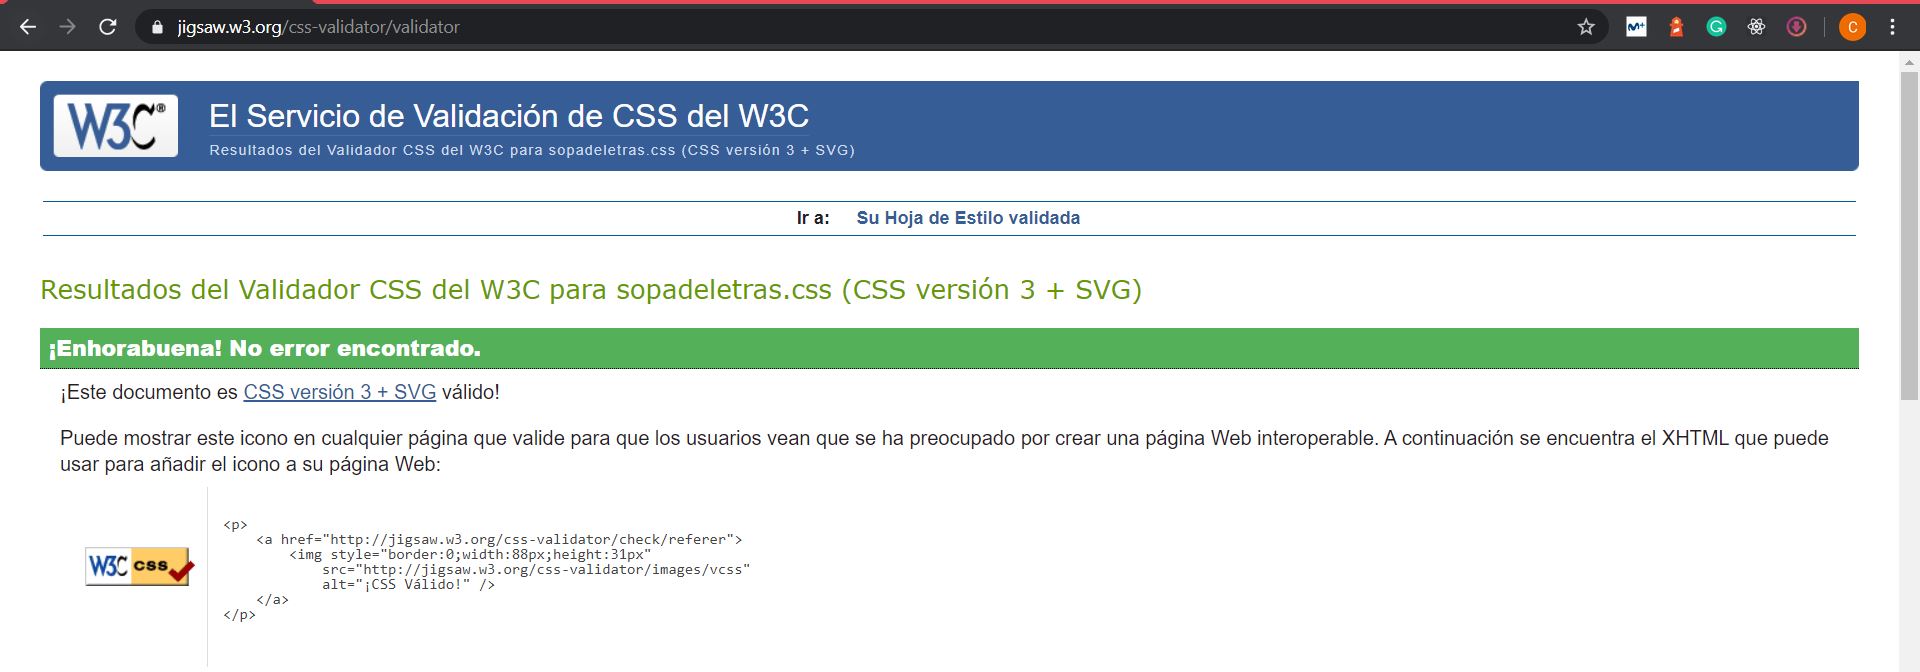 jigsaw.w3.org/css-validator/validator
C
W3C®
El Servicio de Validación de CSS del W3C
Resultados del Validador CSS del W3C para sopadeletras.css (CSS versión 3 + SVG)
Ir a: Su Hoja de Estilo validada
Resultados del Validador CSS del W3C para sopadeletras.css (CSS versión 3 + SVG)
¡Enhorabuena! No error encontrado.
¡Este documento es CSS versión 3 + SVG válido!
Puede mostrar este icono en cualquier página que valide para que los usuarios vean que se ha preocupado por crear una página Web interoperable. A continuación se encuentra el XHTML que puede
usar para añadir el icono a su página Web:
W3C css
<p>
    <a href="http://jigsaw.w3.org/css-validator/check/referer">
        <img style="border:0;width:88px;height:31px"
            src="http://jigsaw.w3.org/css-validator/images/vcss"
            alt="¡CSS Válido!" />
    </a>
</p>